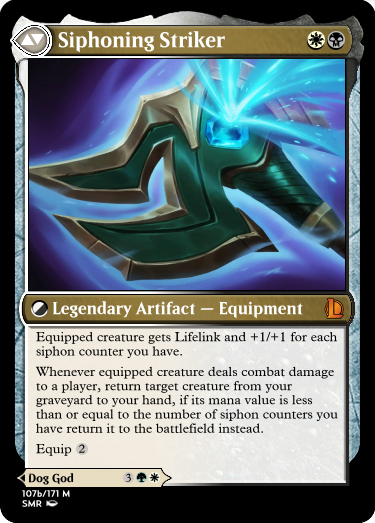 Siphoning Striker
Legendary Artifact — Equipment
Equipped creature gets Lifelink and +1/+1 for each
siphon counter you have.
Whenever equipped creature deals combat damage
to a player, return target creature from your
graveyard to your hand, if its mana value is less
than or equal to the number of siphon counters you
have return it to the battlefield instead.
Equip 2
Dog God 3
107b/171 M
SMR